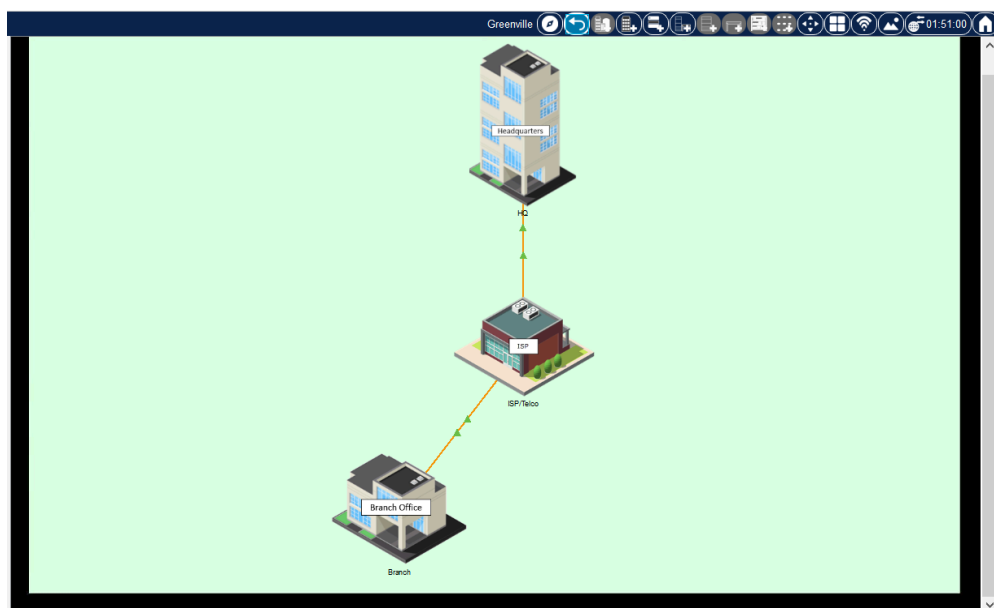 Greenville
01:51:00
Headquarters
HQ
ISP
ISP/Telco
Branch Office
Branch